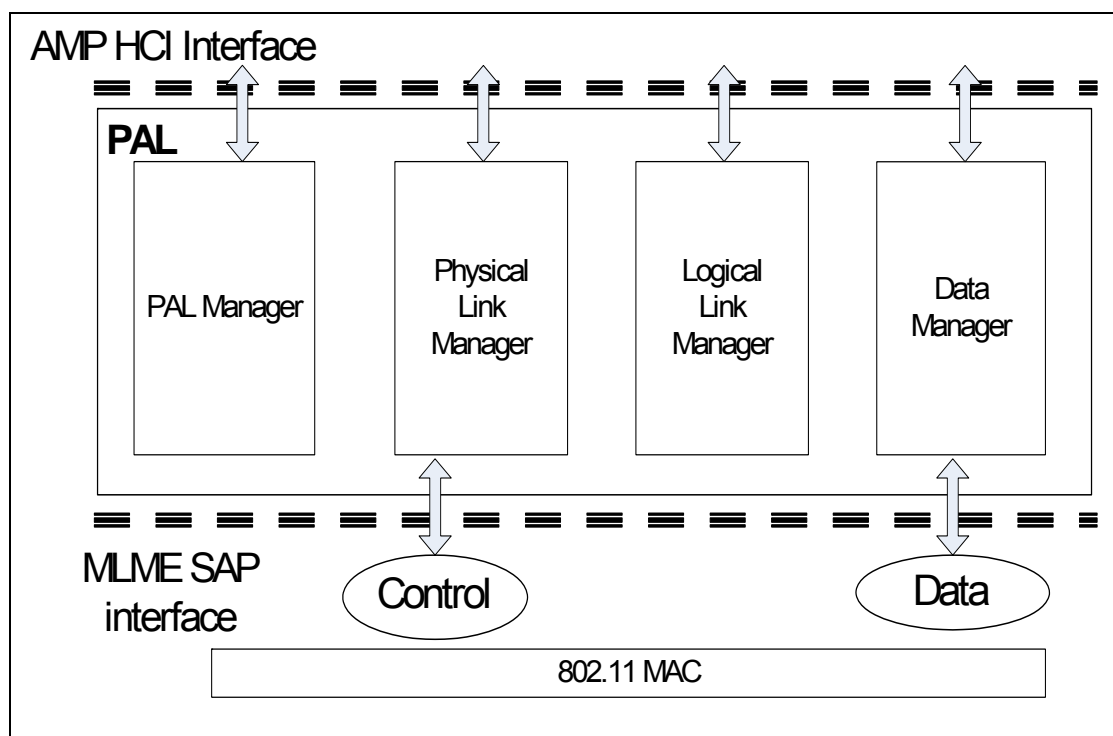 AMP HCI Interface
PAL
PAL Manager
Physical
Link
Manager
Logical
Link
Manager
Data
Manager
MLME SAP
interface
Control
Data
802.11 MAC